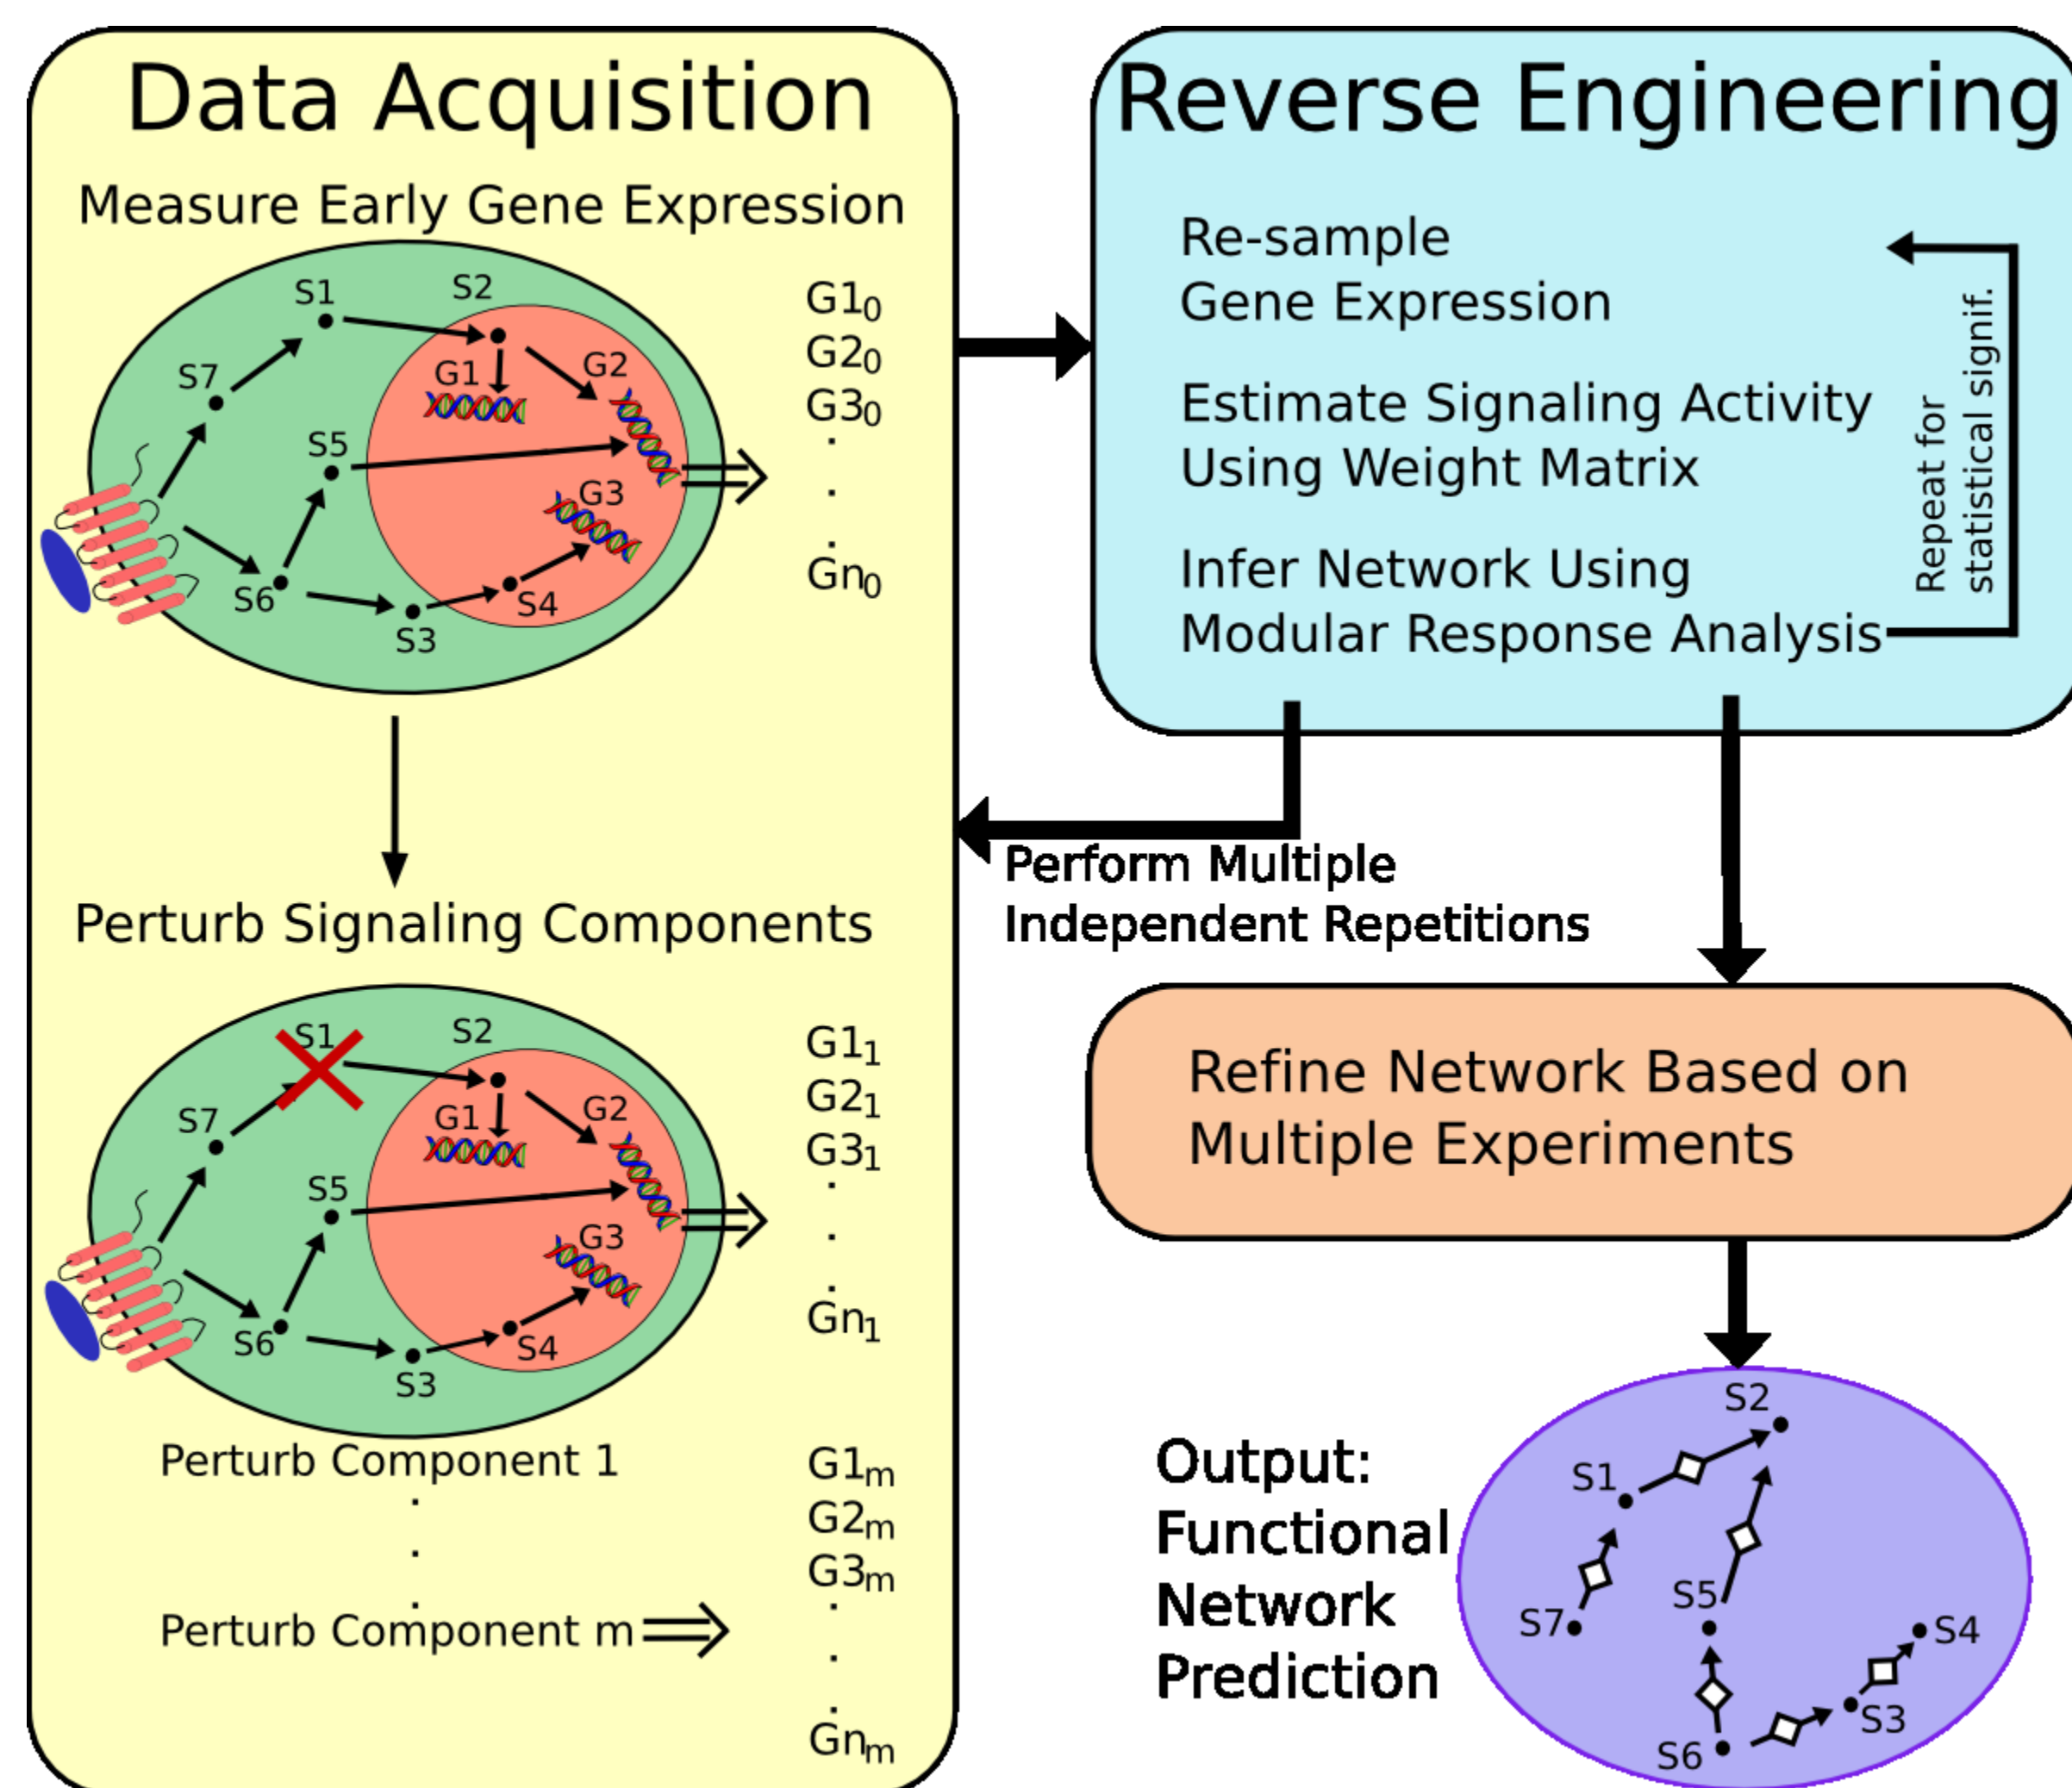 Data Acquisition
Measure Early Gene Expression
S1
S2
S7
G1
G2
S5
G3
S6
S4
S3
G1₀
G2₀
G3₀
.
.
.
Gn₀
Perturb Signaling Components
S1
S2
S7
G1
G2
S5
G3
S6
S4
S3
G1₁
G2₁
G3₁
.
.
.
Gn₁
Perturb Component 1
.
.
.
Perturb Component m
G1ₘ
G2ₘ
G3ₘ
.
.
.
Gnₘ
Reverse Engineering
Re-sample
Gene Expression
Estimate Signaling Activity
Using Weight Matrix
Infer Network Using
Modular Response Analysis
Repeat for
statistical signif.
Perform Multiple
Independent Repetitions
Refine Network Based on
Multiple Experiments
Output:
Functional
Network
Prediction
S2
S1
S5
S7
S4
S3
S6